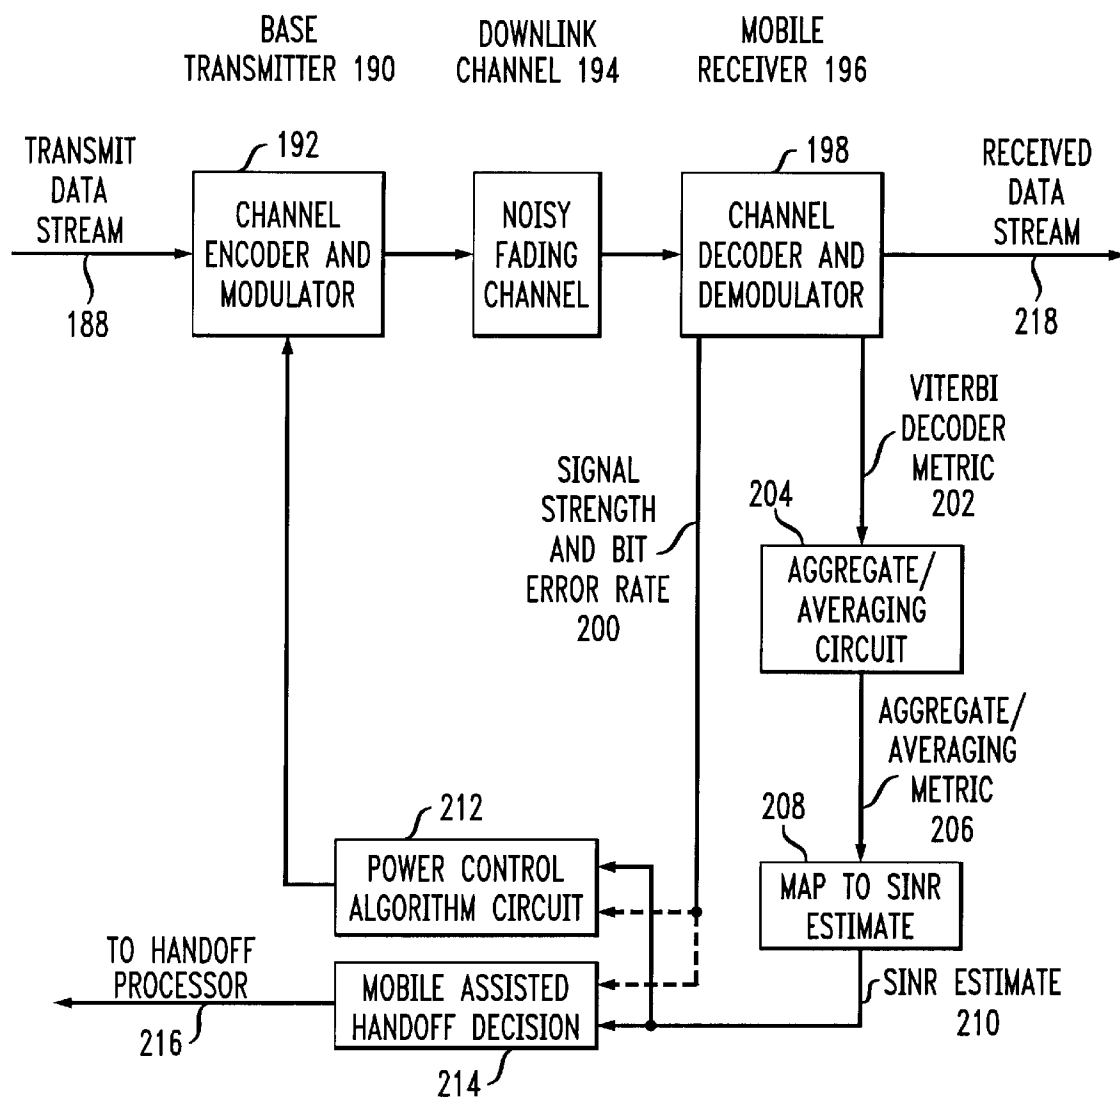 BASE
TRANSMITTER 190
DOWNLINK
CHANNEL 194
MOBILE
RECEIVER 196
TRANSMIT
DATA
STREAM
188
192
CHANNEL
ENCODER AND
MODULATOR
NOISY
FADING
CHANNEL
198
CHANNEL
DECODER AND
DEMODULATOR
RECEIVED
DATA
STREAM
218
SIGNAL
STRENGTH
AND BIT
ERROR RATE
200
VITERBI
DECODER
METRIC
202
204
AGGREGATE/
AVERAGING
CIRCUIT
AGGREGATE/
AVERAGING
METRIC
206
208
MAP TO SINR
ESTIMATE
SINR ESTIMATE
210
212
POWER CONTROL
ALGORITHM CIRCUIT
TO HANDOFF
PROCESSOR
216
MOBILE ASSISTED
HANDOFF DECISION
214